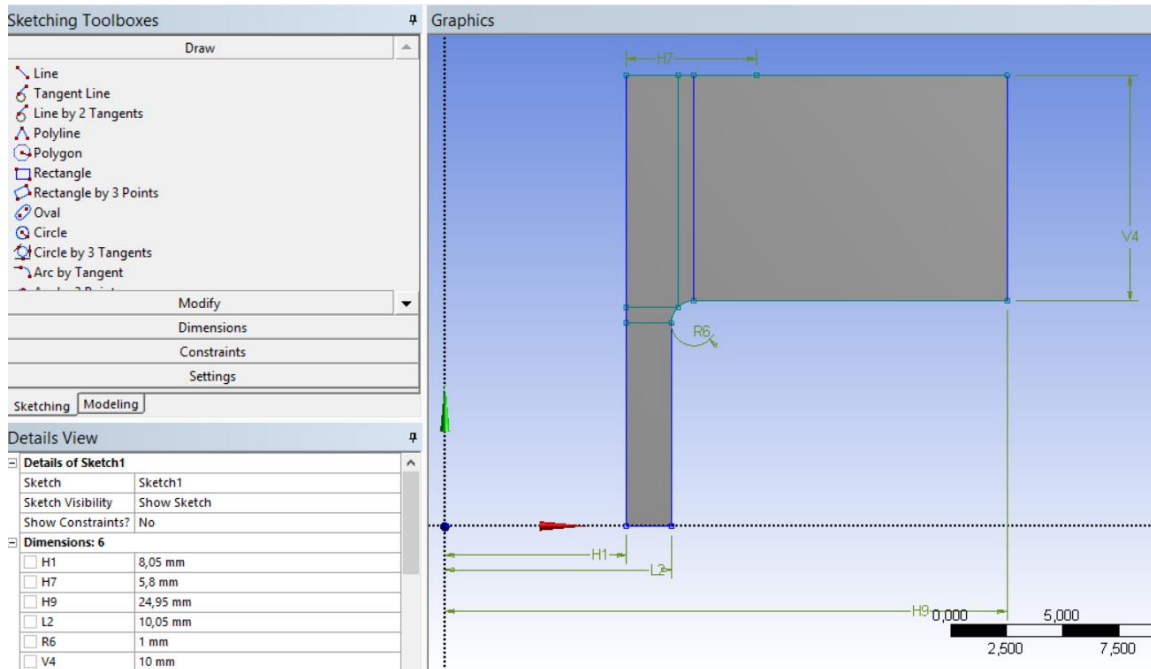 Sketching Toolboxes
Draw
Line
Tangent Line
Line by 2 Tangents
Polyline
Polygon
Rectangle
Rectangle by 3 Points
Oval
Circle
Circle by 3 Tangents
Arc by Tangent
Modify
Dimensions
Constraints
Settings
Sketching Modeling
Details View
Details of Sketch1
Sketch Sketch1
Sketch Visibility Show Sketch
Show Constraints? No
Dimensions: 6
H1 8,05 mm
H7 5,8 mm
H9 24,95 mm
L2 10,05 mm
R6 1 mm
V4 10 mm
Graphics
H7
V4
R6
H1
L2
H9
0,000 5,000
2,500 7,500